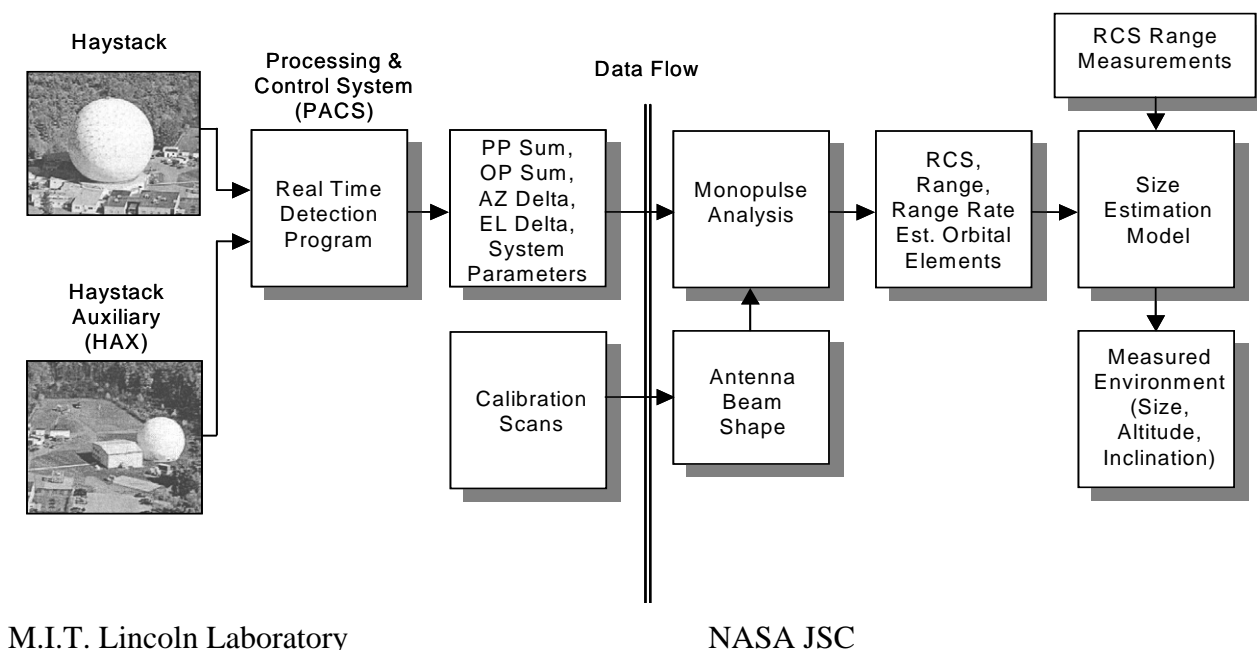 Haystack
Processing &
Control System
(PACS)
Data Flow
RCS Range
Measurements
Real Time
Detection
Program
PP Sum,
OP Sum,
AZ Delta,
EL Delta,
System
Parameters
Monopulse
Analysis
RCS,
Range,
Range Rate
Est. Orbital
Elements
Size
Estimation
Model
Haystack
Auxiliary
(HAX)
Calibration
Scans
Antenna
Beam
Shape
Measured
Environment
(Size,
Altitude,
Inclination)
M.I.T. Lincoln Laboratory
NASA JSC